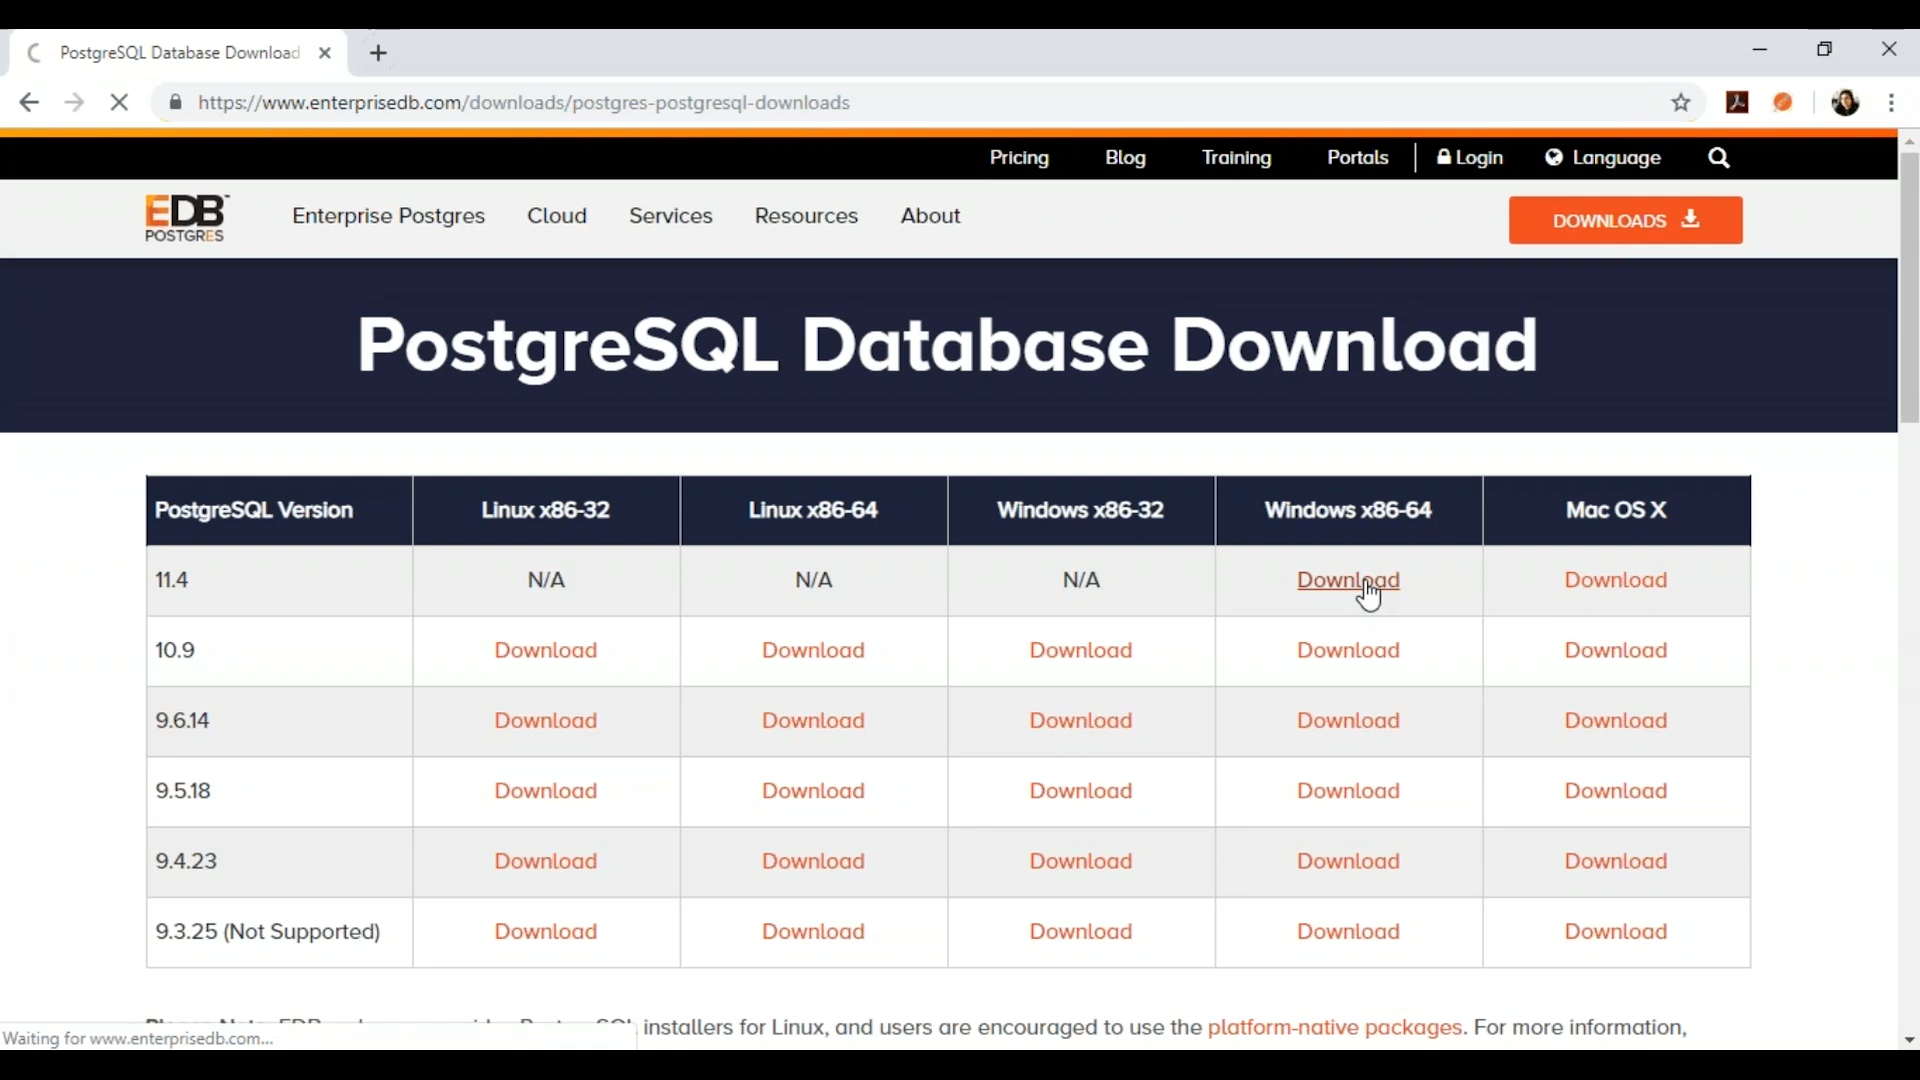 PostgreSQL Database Download
https://www.enterprisedb.com/downloads/postgres-postgresql-downloads
Pricing Blog Training Portals Login Language
EDB™ POSTGRES
Enterprise Postgres Cloud Services Resources About DOWNLOADS
PostgreSQL Database Download
PostgreSQL Version Linux x86-32 Linux x86-64 Windows x86-32 Windows x86-64 Mac OS X
11.4 N/A N/A N/A Download Download
10.9 Download Download Download Download Download
9.6.14 Download Download Download Download Download
9.5.18 Download Download Download Download Download
9.4.23 Download Download Download Download Download
9.3.25 (Not Supported) Download Download Download Download Download
installers for Linux, and users are encouraged to use the platform-native packages. For more information,
Waiting for www.enterprisedb.com...